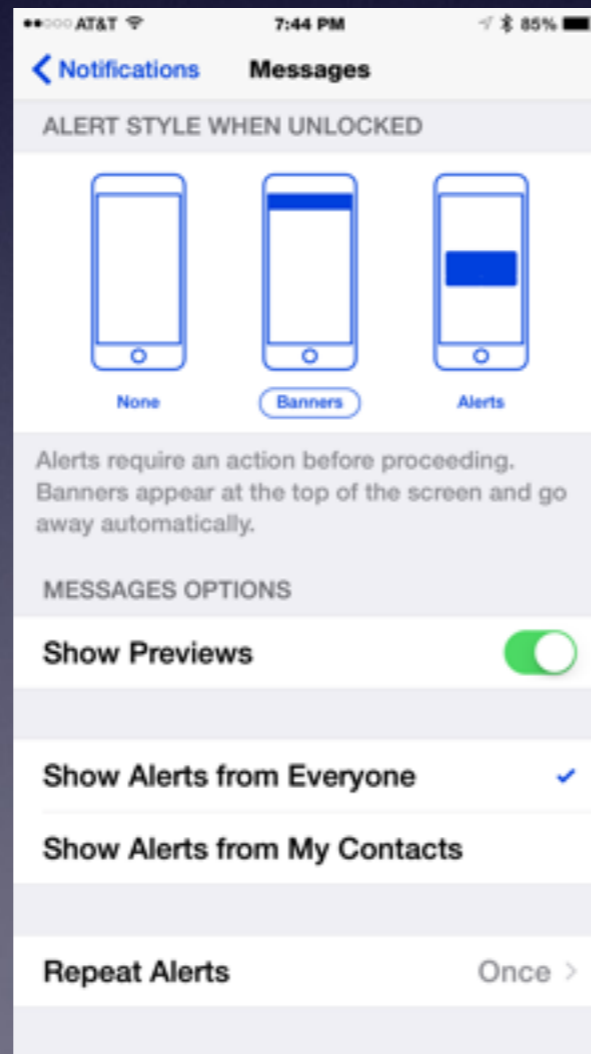 AT&T 7:44 PM 85%
Notifications Messages
ALERT STYLE WHEN UNLOCKED
None Banners Alerts
Alerts require an action before proceeding.
Banners appear at the top of the screen and go
away automatically.
MESSAGES OPTIONS
Show Previews
Show Alerts from Everyone
Show Alerts from My Contacts
Repeat Alerts Once